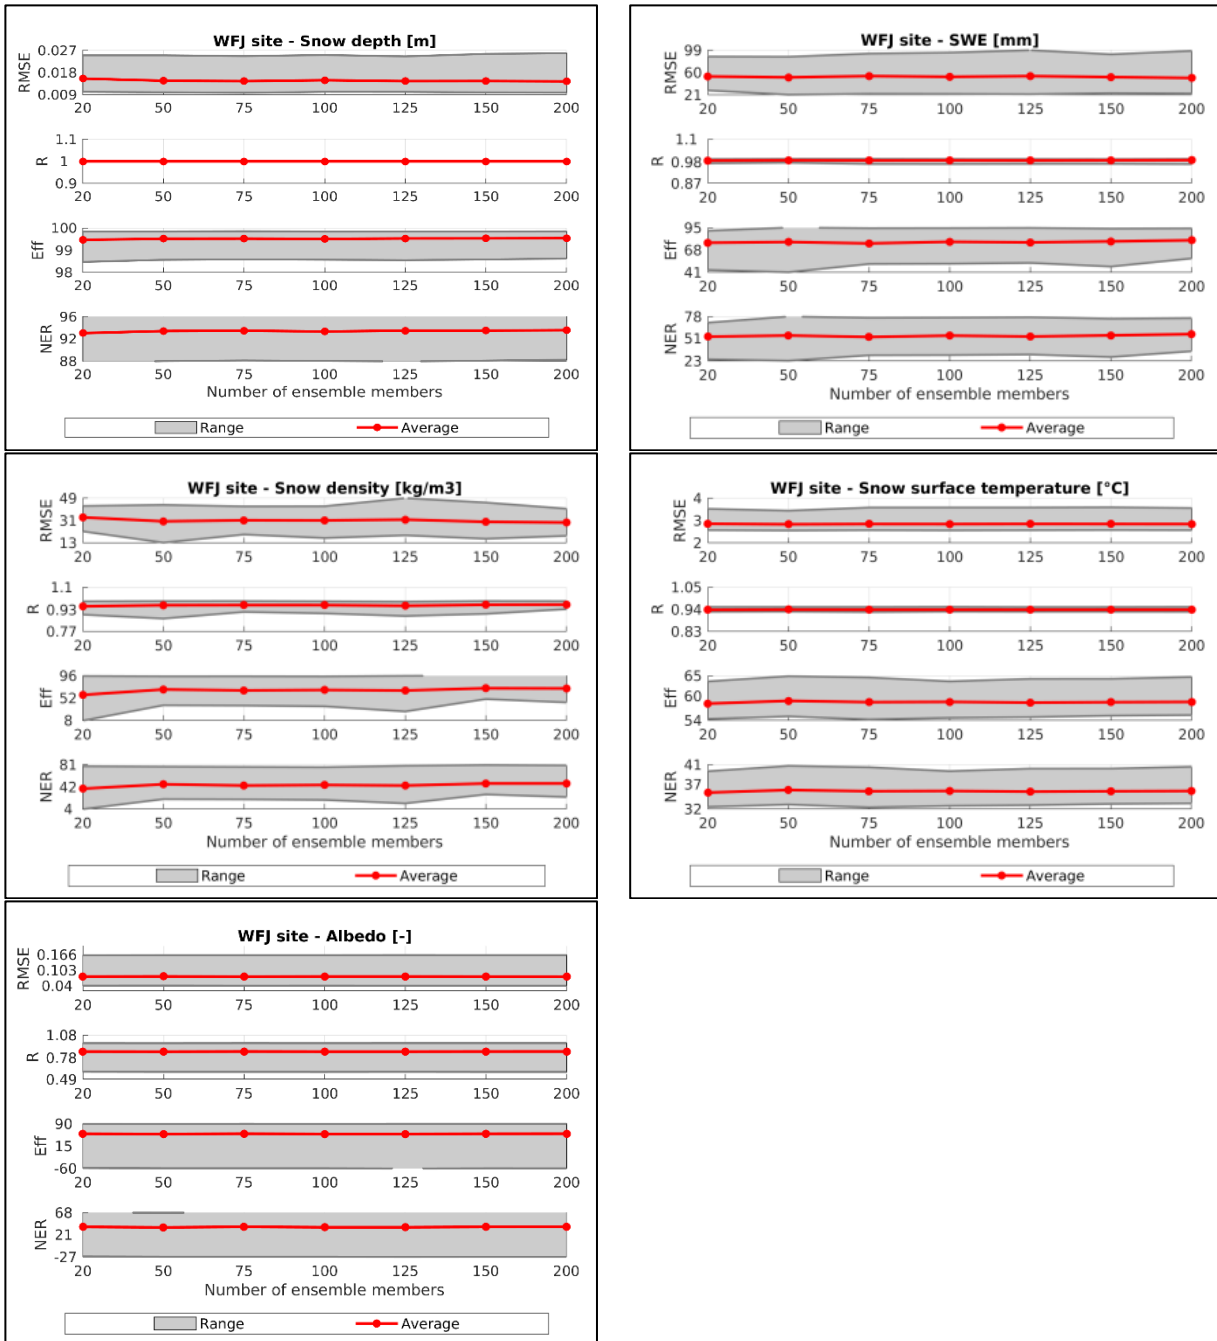 WFJ site - Snow depth [m]
RMSE
0.027
0.018
0.009
20 50 75 100 125 150 200
R
1.1
1
0.9
20 50 75 100 125 150 200
Eff
100
99
98
20 50 75 100 125 150 200
NER
96
92
88
20 50 75 100 125 150 200
Number of ensemble members
Range Average
WFJ site - SWE [mm]
RMSE
99
60
21
20 50 75 100 125 150 200
R
1.1
0.98
0.87
20 50 75 100 125 150 200
Eff
95
68
41
20 50 75 100 125 150 200
NER
78
51
23
20 50 75 100 125 150 200
Number of ensemble members
Range Average
WFJ site - Snow density [kg/m3]
RMSE
49
31
13
20 50 75 100 125 150 200
R
1.1
0.93
0.77
20 50 75 100 125 150 200
Eff
96
52
8
20 50 75 100 125 150 200
NER
81
42
4
20 50 75 100 125 150 200
Number of ensemble members
Range Average
WFJ site - Snow surface temperature [°C]
RMSE
4
3
2
20 50 75 100 125 150 200
R
1.05
0.94
0.83
20 50 75 100 125 150 200
Eff
65
60
54
20 50 75 100 125 150 200
NER
41
37
32
20 50 75 100 125 150 200
Number of ensemble members
Range Average
WFJ site - Albedo [-]
RMSE
0.166
0.103
0.04
20 50 75 100 125 150 200
R
1.08
0.78
0.49
20 50 75 100 125 150 200
Eff
90
15
-60
20 50 75 100 125 150 200
NER
68
21
-27
20 50 75 100 125 150 200
Number of ensemble members
Range Average